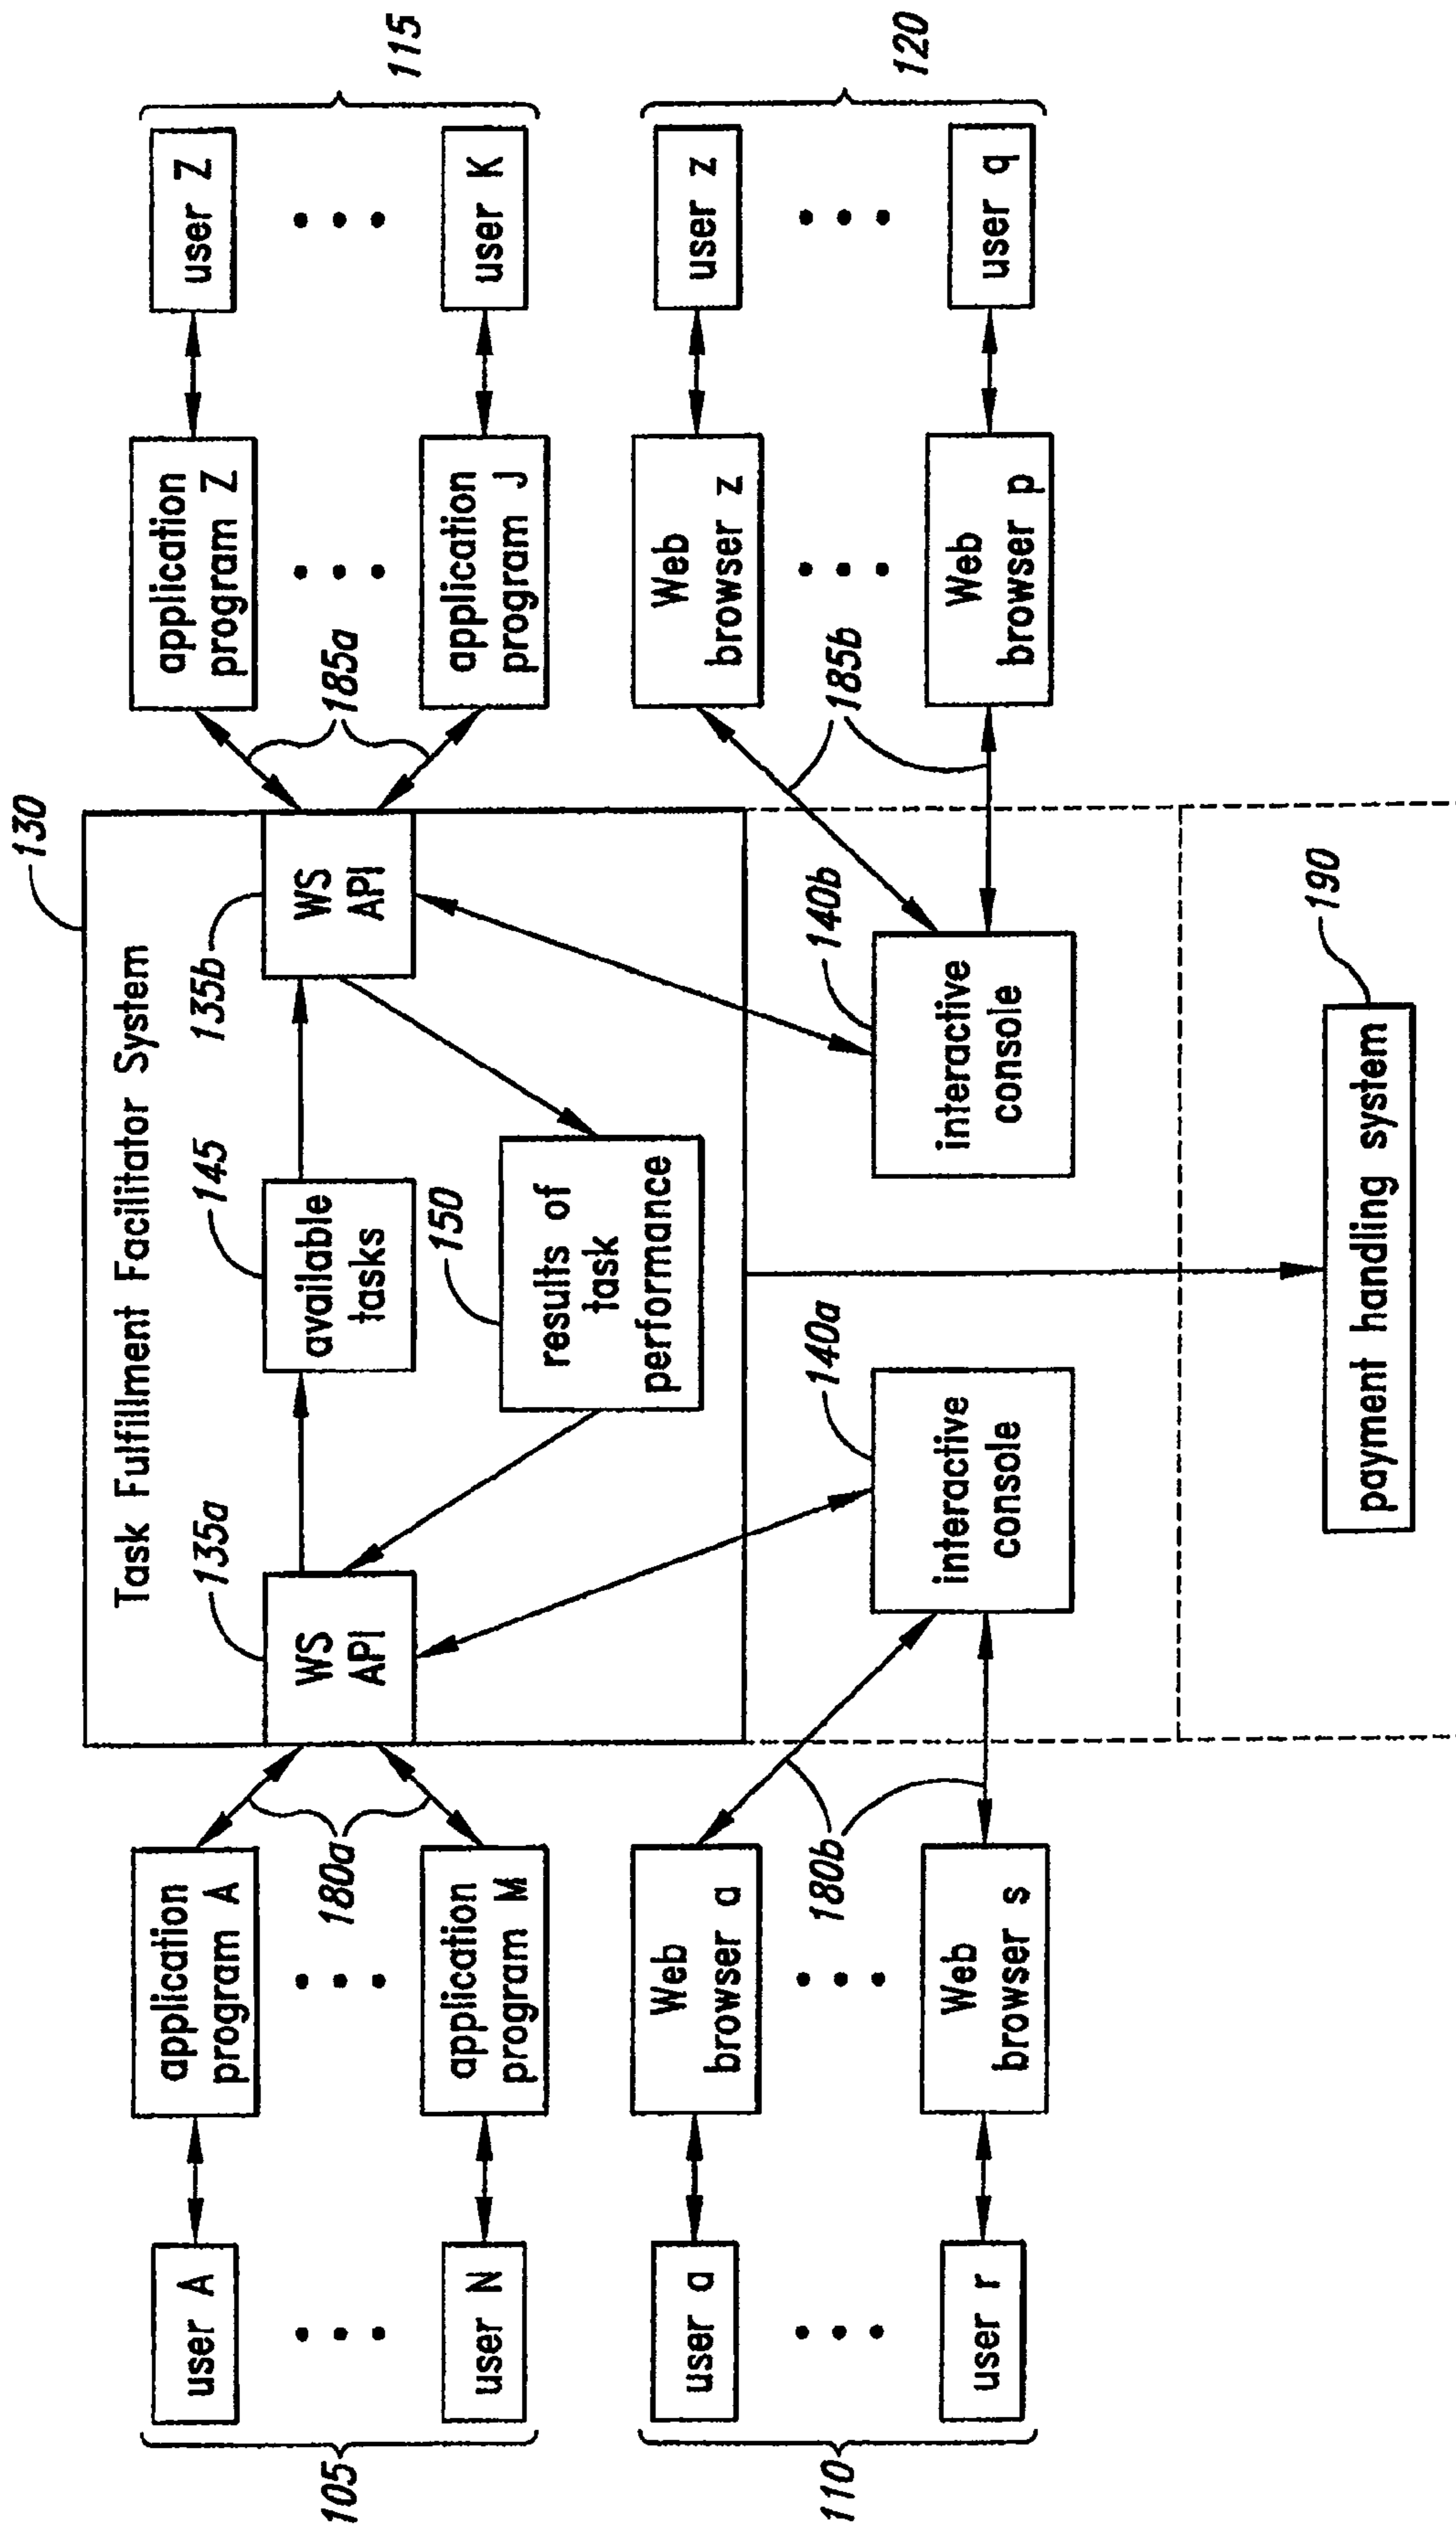 130
Task Fulfillment Facilitator System
105
user A
user N
application
program A
application
program M
180a
135a
WS
API
145
available
tasks
150
results of
task
performance
135b
WS
API
185a
application
program Z
application
program J
user Z
user K
115
110
user a
user r
Web
browser a
Web
browser s
180b
140a
interactive
console
140b
interactive
console
185b
Web
browser z
Web
browser p
user z
user q
120
190
payment handling system